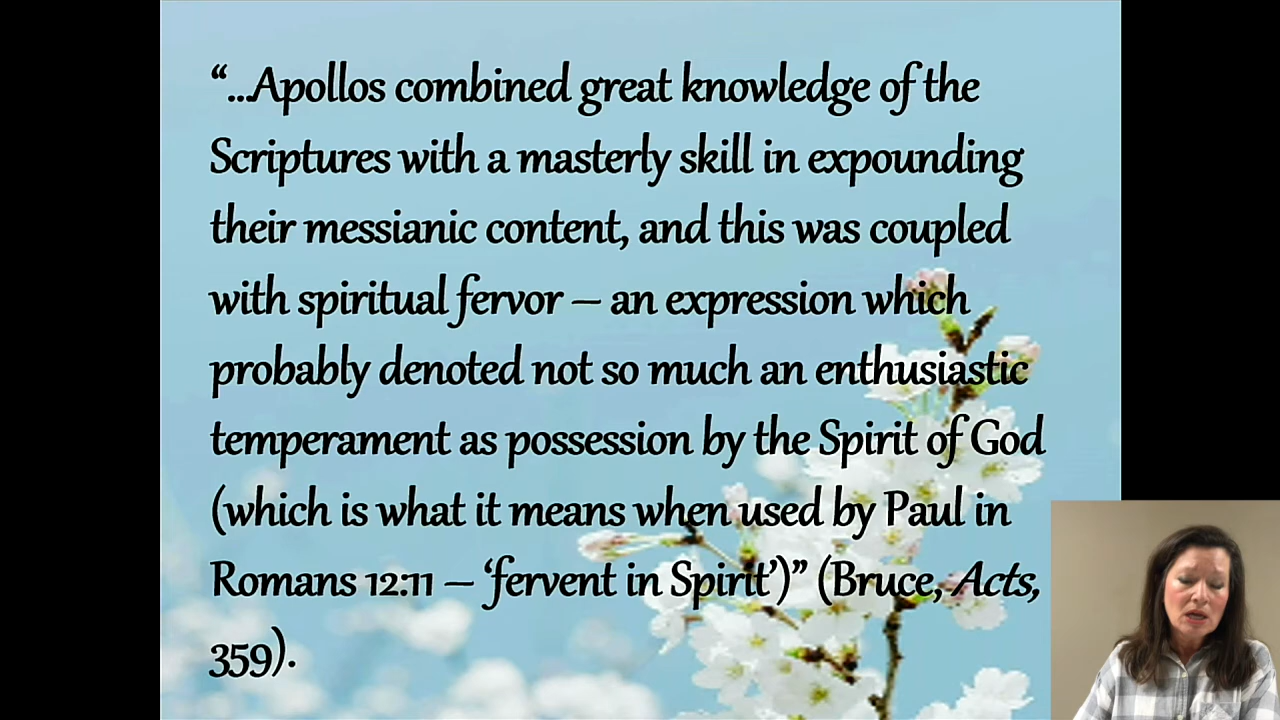 “…Apollos combined great knowledge of the
Scriptures with a masterly skill in expounding
their messianic content, and this was coupled
with spiritual fervor – an expression which
probably denoted not so much an enthusiastic
temperament as possession by the Spirit of God
(which is what it means when used by Paul in
Romans 12:11 – ‘fervent in Spirit’)” (Bruce, Acts,
359).